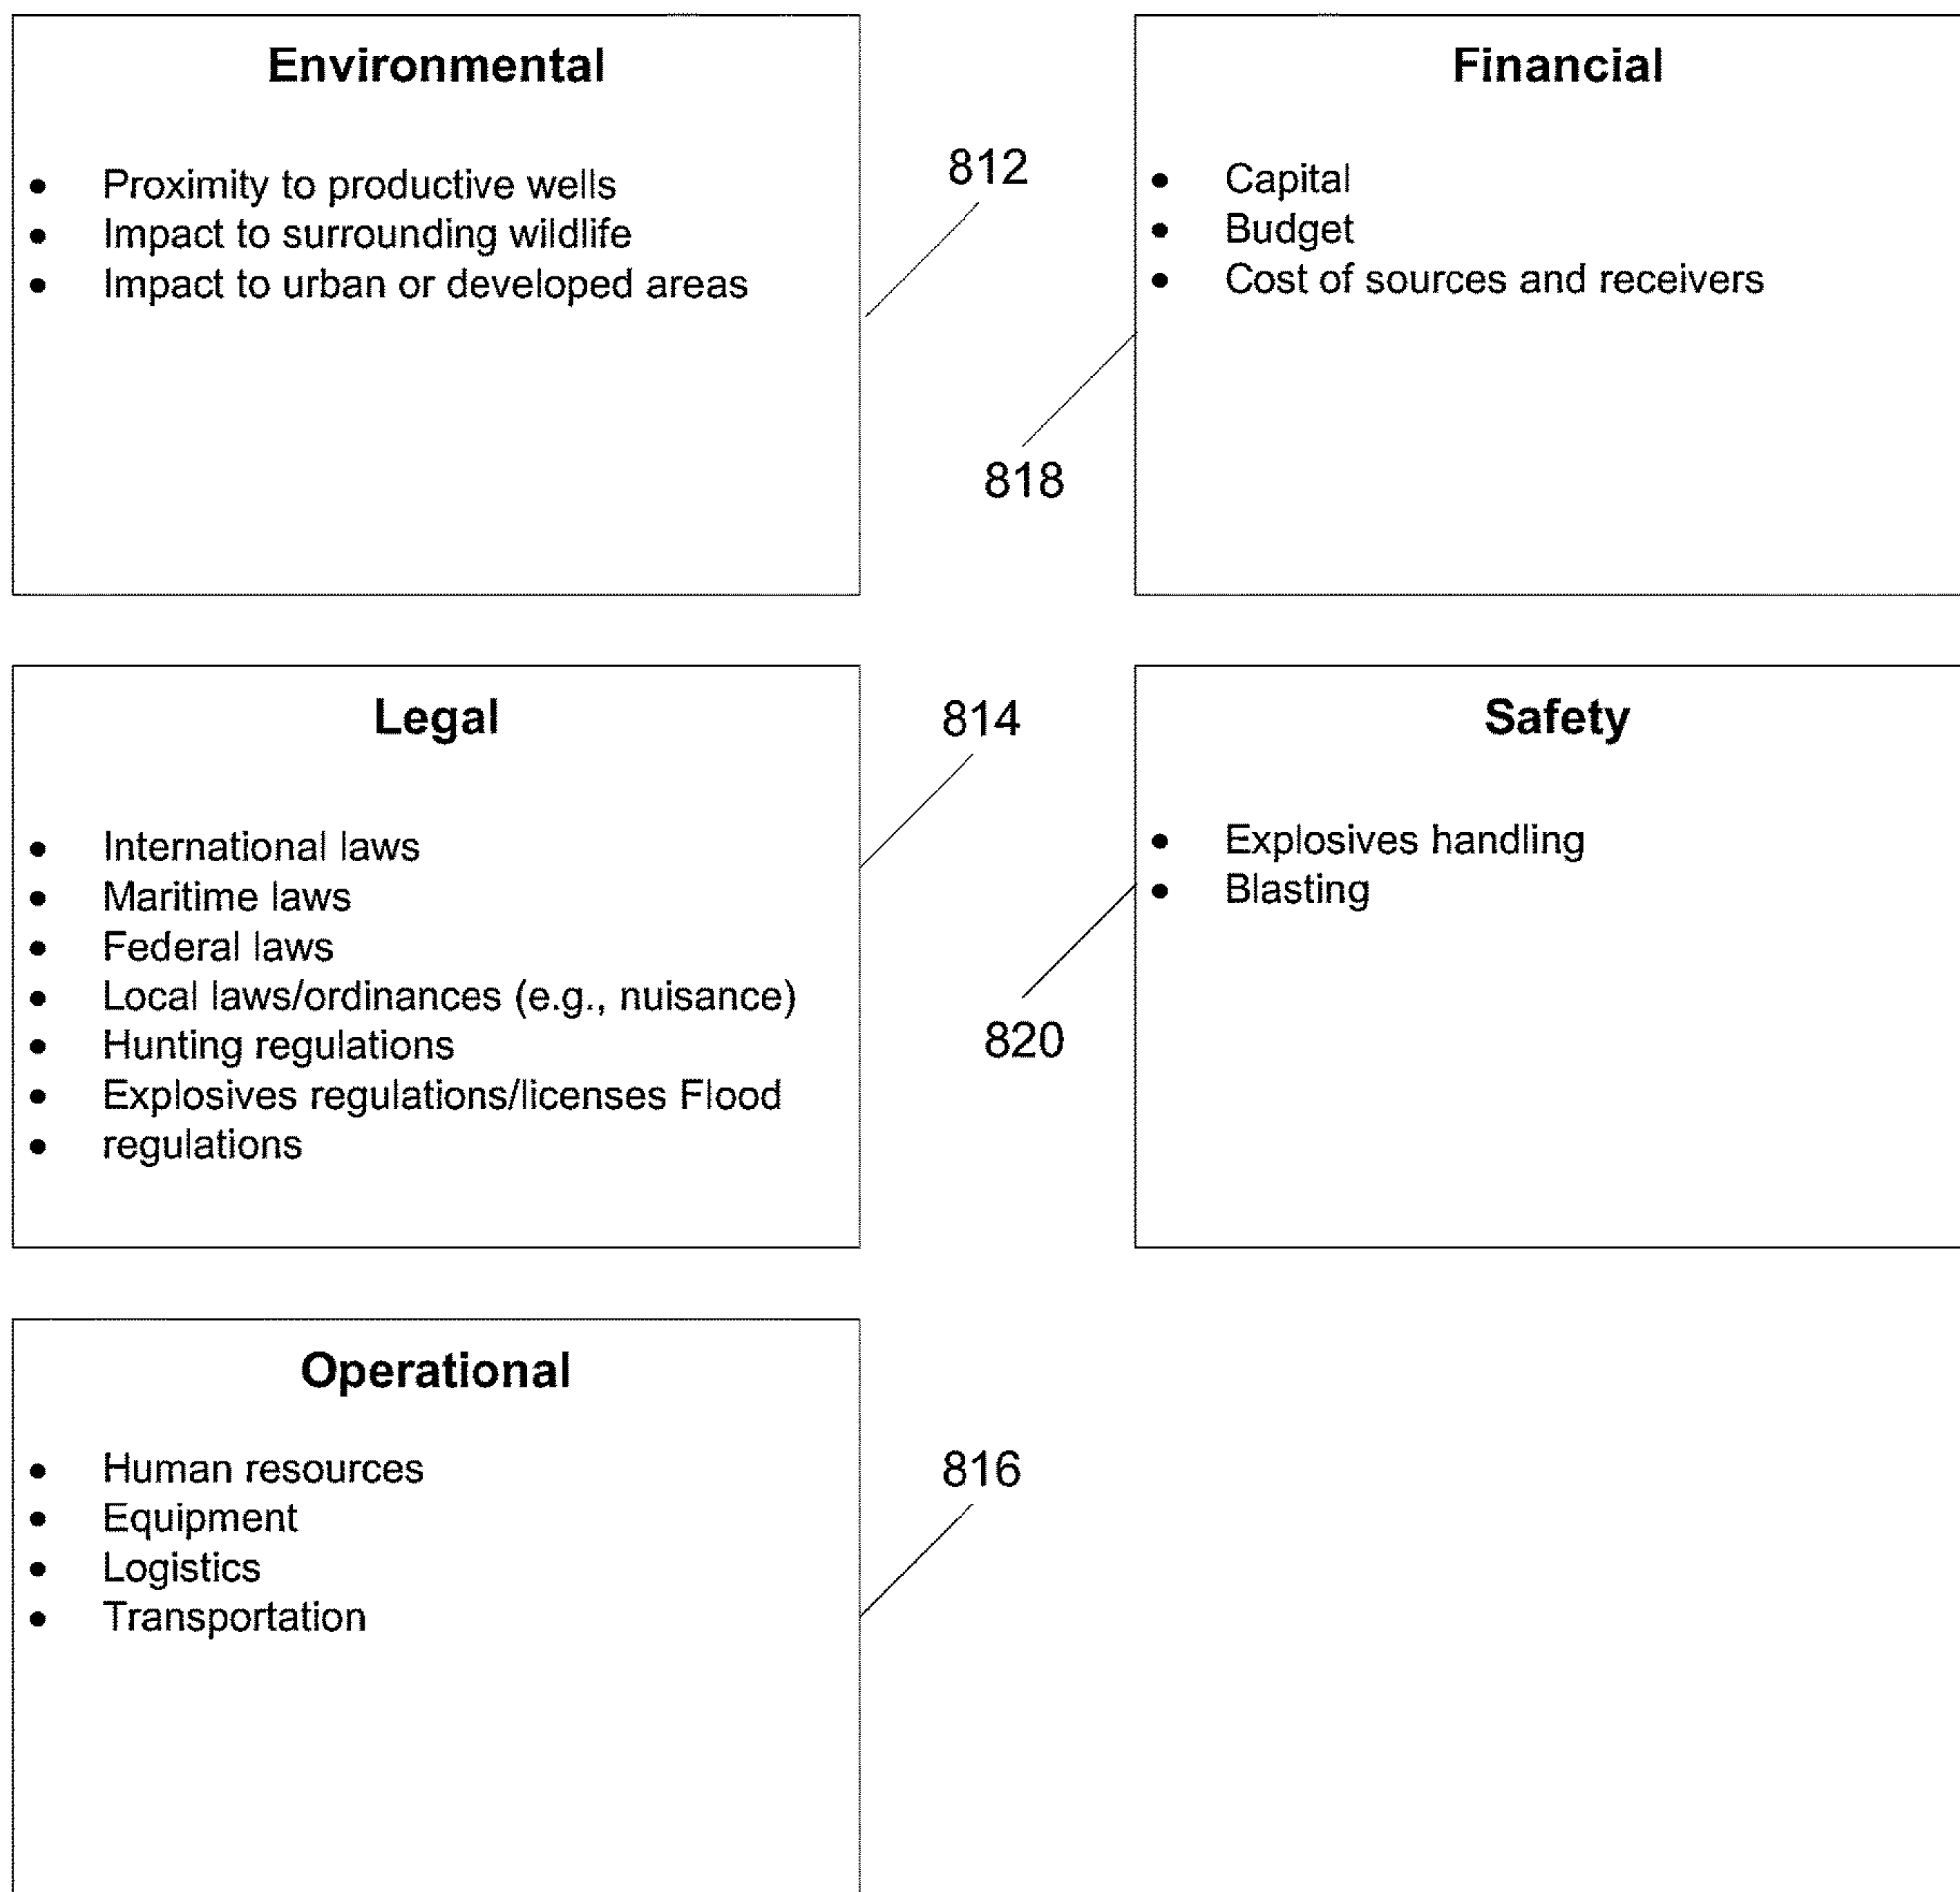 Environmental
• Proximity to productive wells
• Impact to surrounding wildlife
• Impact to urban or developed areas
812
Financial
• Capital
• Budget
• Cost of sources and receivers
818
Legal
• International laws
• Maritime laws
• Federal laws
• Local laws/ordinances (e.g., nuisance)
• Hunting regulations
• Explosives regulations/licenses Flood
• regulations
814
Safety
• Explosives handling
• Blasting
820
Operational
• Human resources
• Equipment
• Logistics
• Transportation
816